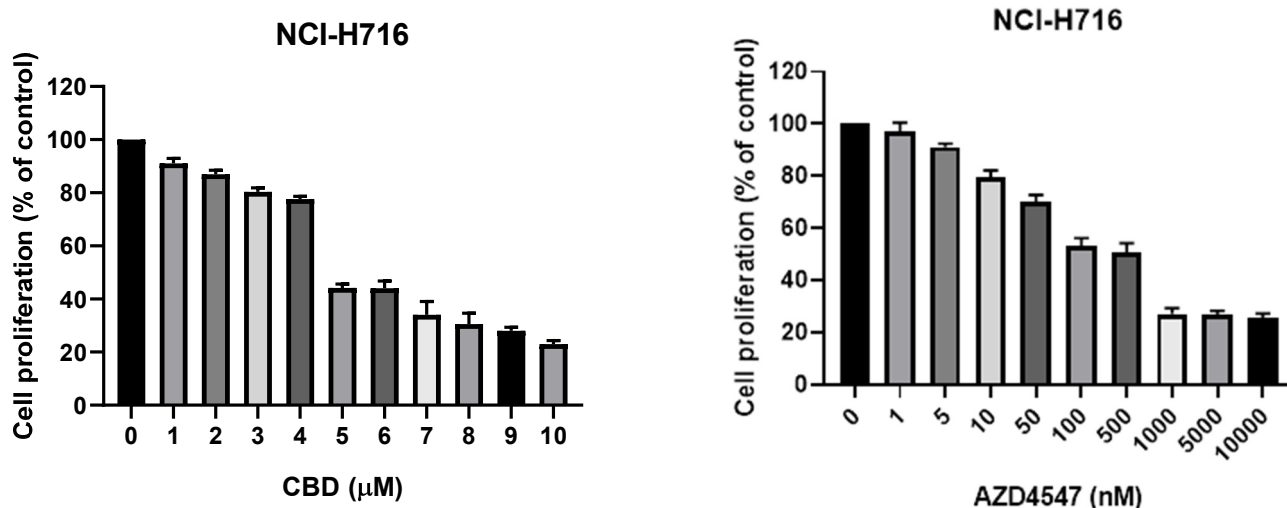 NCI-H716
Cell proliferation (% of control)
120
100
80
60
40
20
0
0 1 2 3 4 5 6 7 8 9 10
CBD (μM)
NCI-H716
Cell proliferation (% of control)
120
100
80
60
40
20
0
0 1 5 10 50 100 500 1000 5000 10000
AZD4547 (nM)